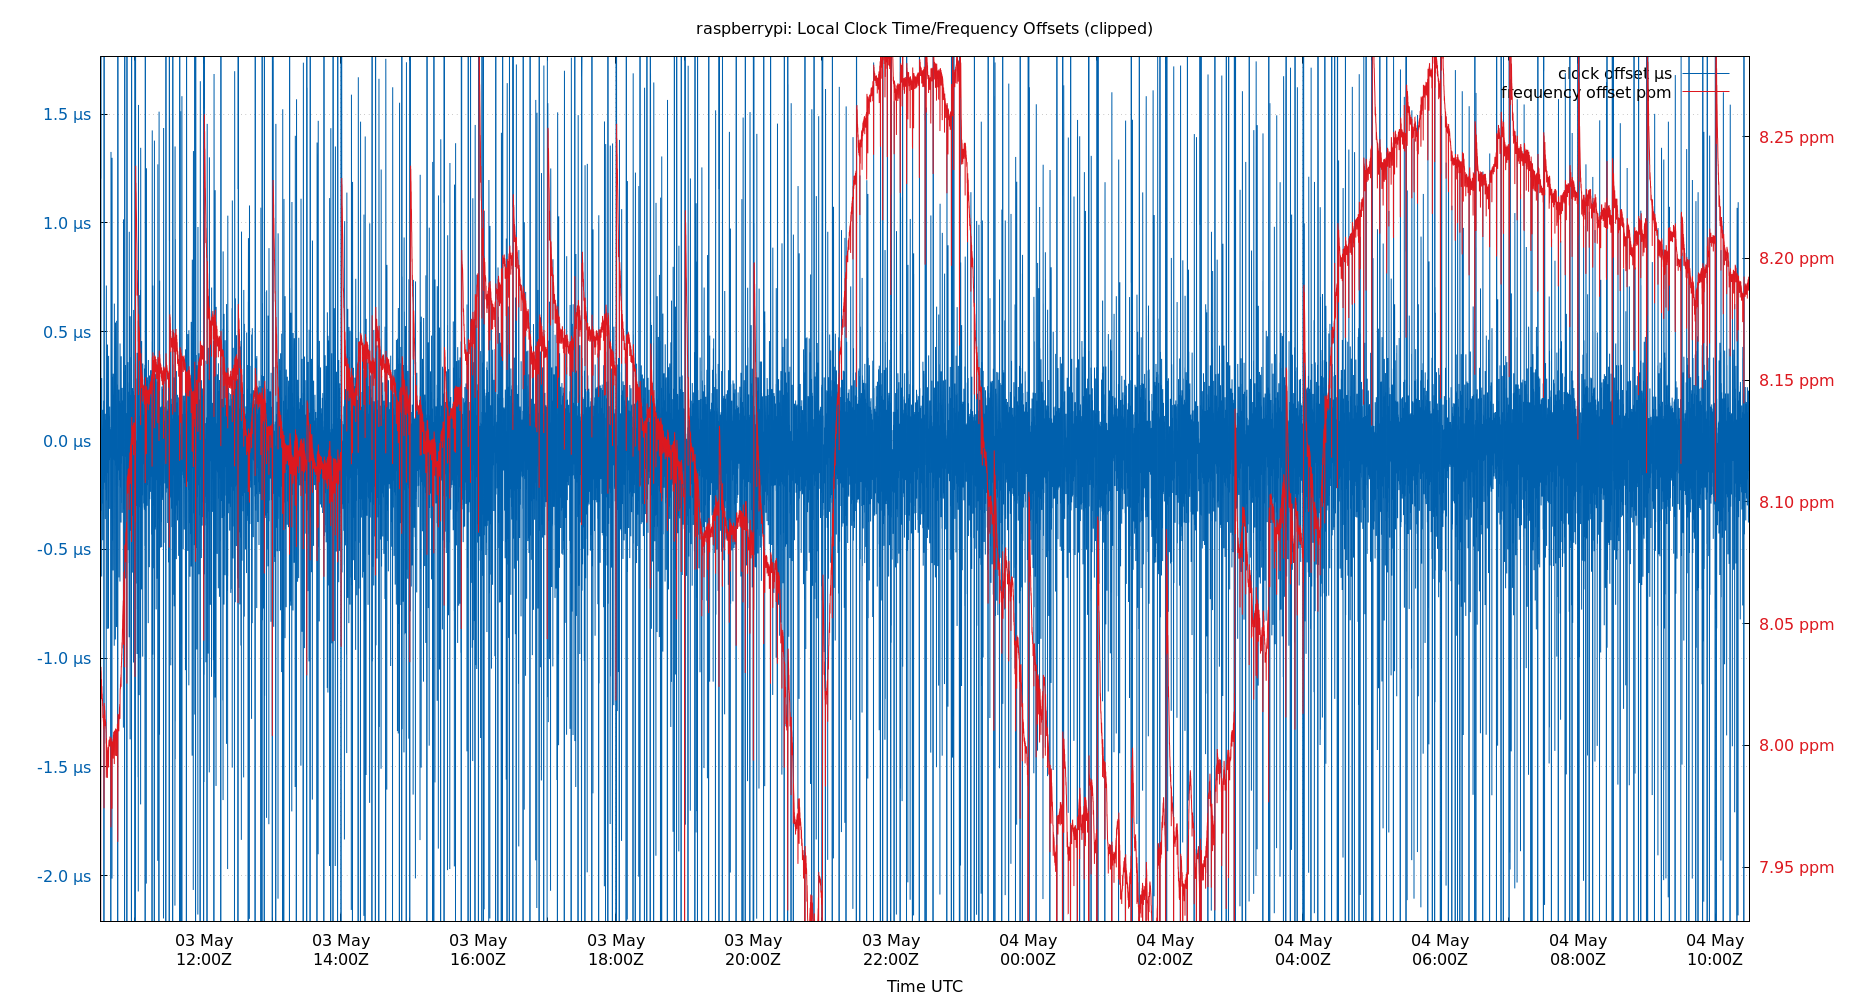 raspberrypi: Local Clock Time/Frequency Offsets (clipped)
clock offset µs
frequency offset ppm
1.5 µs
1.0 µs
0.5 µs
0.0 µs
-0.5 µs
-1.0 µs
-1.5 µs
-2.0 µs
8.25 ppm
8.20 ppm
8.15 ppm
8.10 ppm
8.05 ppm
8.00 ppm
7.95 ppm
03 May 03 May 03 May 03 May 03 May 03 May 04 May 04 May 04 May 04 May 04 May 04 May
12:00Z 14:00Z 16:00Z 18:00Z 20:00Z 22:00Z 00:00Z 02:00Z 04:00Z 06:00Z 08:00Z 10:00Z
Time UTC